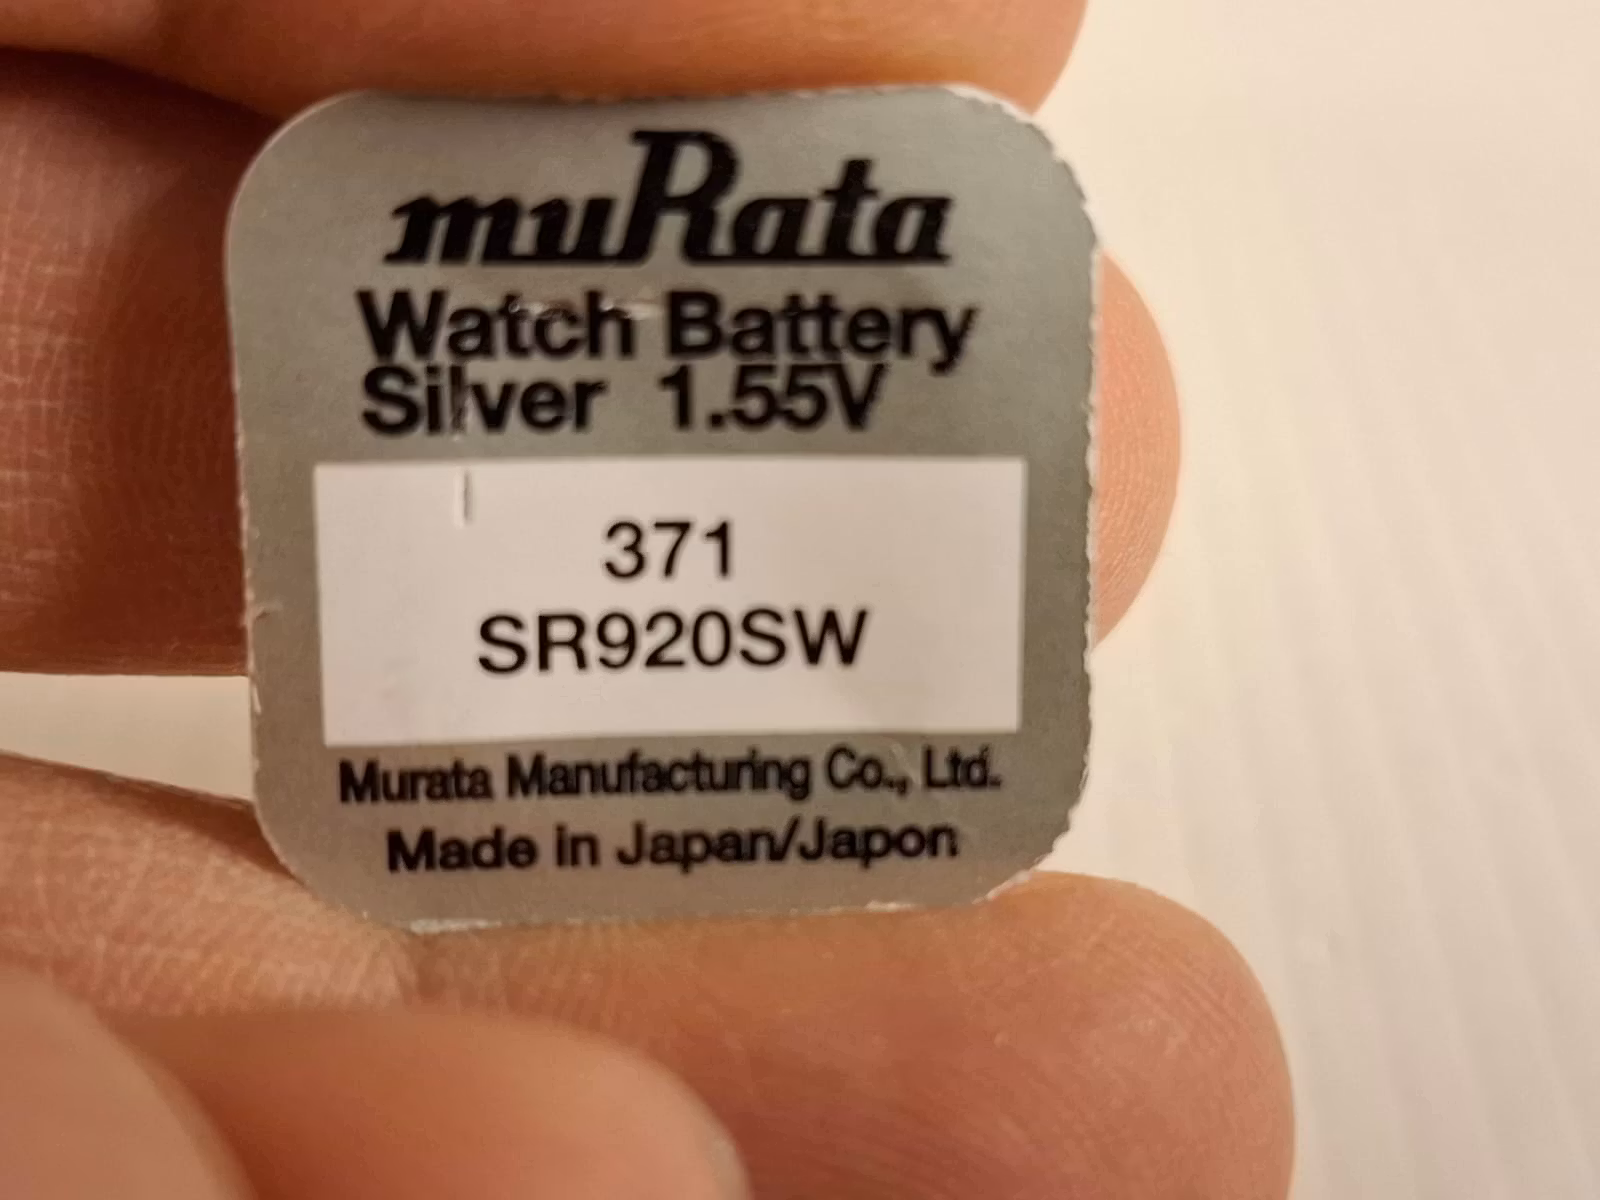 muRata
Watch Battery
Silver 1.55V
371
SR920SW
Murata Manufacturing Co., Ltd.
Made in Japan/Japon